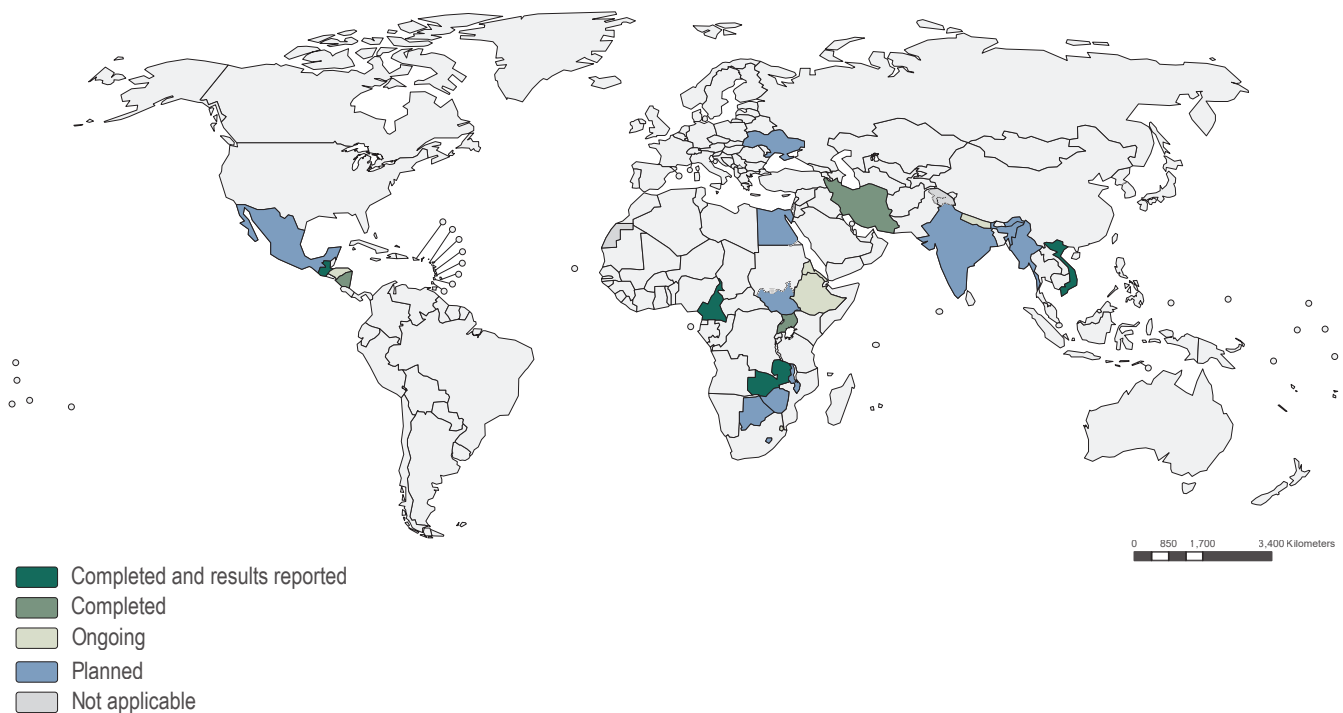 0 850 1,700 3,400 Kilometers
Completed and results reported
Completed
Ongoing
Planned
Not applicable